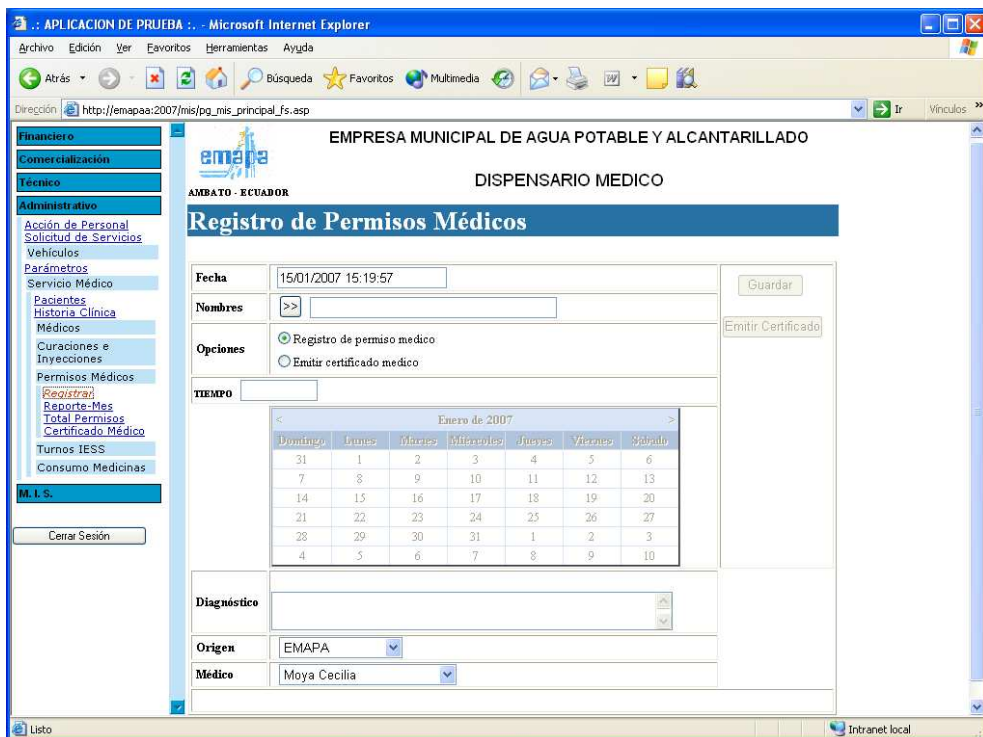 .: APLICACION DE PRUEBA :. - Microsoft Internet Explorer
Archivo Edición Ver Favoritos Herramientas Ayuda
Atrás Búsqueda Favoritos Multimedia
Dirección http://emapaa:2007/mis/pg_mis_principal_fs.asp Ir Vínculos »
Financiero
Comercialización
Técnico
Administrativo
Acción de Personal
Solicitud de Servicios
Vehículos
Parámetros
Servicio Médico
Pacientes
Historia Clínica
Médicos
Curaciones e
Inyecciones
Permisos Médicos
Registrar
Reporte-Mes
Total Permisos
Certificado Médico
Turnos IESS
Consumo Medicinas
M. I. S.
Cerrar Sesión
emapa
AMBATO - ECUADOR
EMPRESA MUNICIPAL DE AGUA POTABLE Y ALCANTARILLADO
DISPENSARIO MEDICO
Registro de Permisos Médicos
Fecha 15/01/2007 15:19:57
Nombres >>
Opciones
Registro de permiso medico
Emitir certificado medico
Guardar
Emitir Certificado
TIEMPO
< Enero de 2007 >
Domingo Lunes Martes Miércoles Jueves Viernes Sábado
31 1 2 3 4 5 6
7 8 9 10 11 12 13
14 15 16 17 18 19 20
21 22 23 24 25 26 27
28 29 30 31 1 2 3
4 5 6 7 8 9 10
Diagnóstico
Origen EMAPA
Médico Moya Cecilia
Listo Intranet local